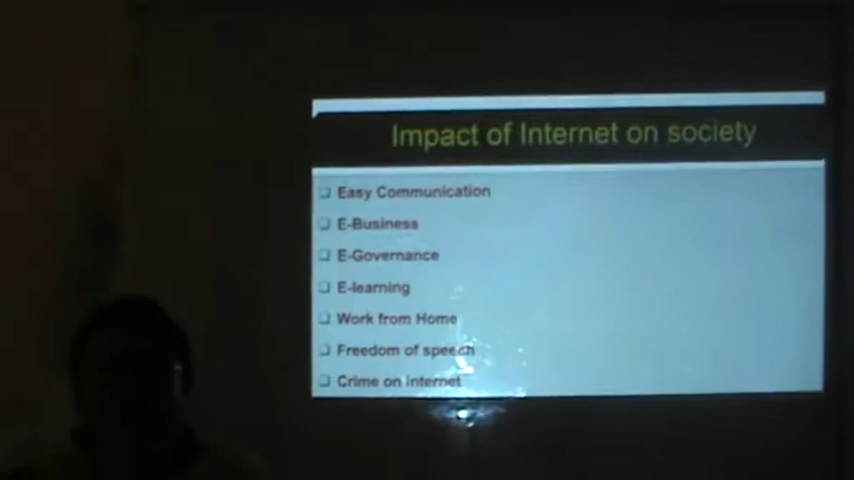 Impact of Internet on society
Easy Communication
E-Business
E-Governance
E-learning
Work from Home
Freedom of speech
Crime on internet